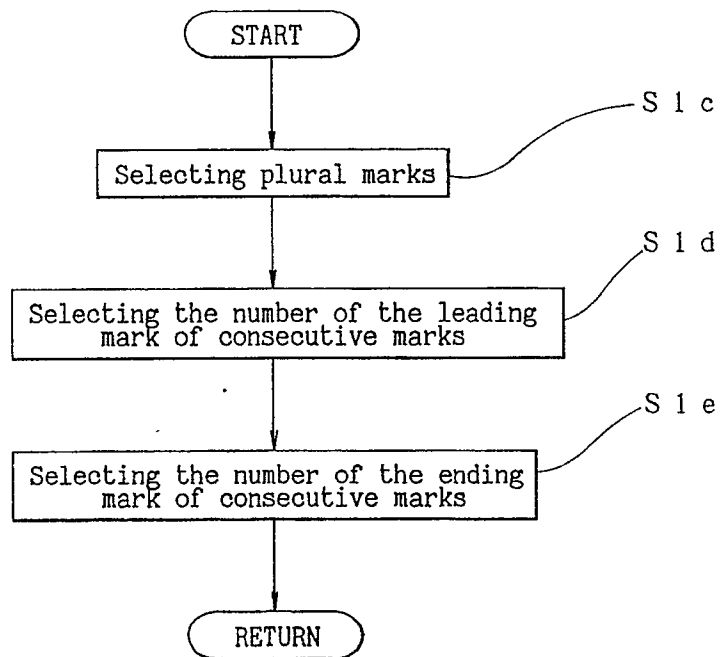 START
S 1 c
Selecting plural marks
S 1 d
Selecting the number of the leading
mark of consecutive marks
S 1 e
Selecting the number of the ending
mark of consecutive marks
RETURN